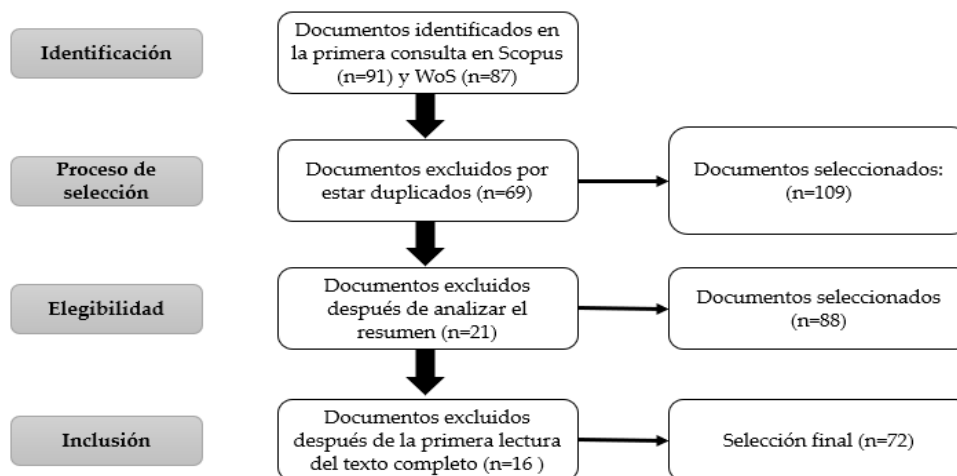 Identificación
Documentos identificados en
la primera consulta en Scopus
(n=91) y WoS (n=87)
Proceso de
selección
Documentos excluidos por
estar duplicados (n=69)
Documentos seleccionados:
(n=109)
Elegibilidad
Documentos excluidos
después de analizar el
resumen (n=21)
Documentos seleccionados
(n=88)
Inclusión
Documentos excluidos
después de la primera lectura
del texto completo (n=16 )
Selección final (n=72)